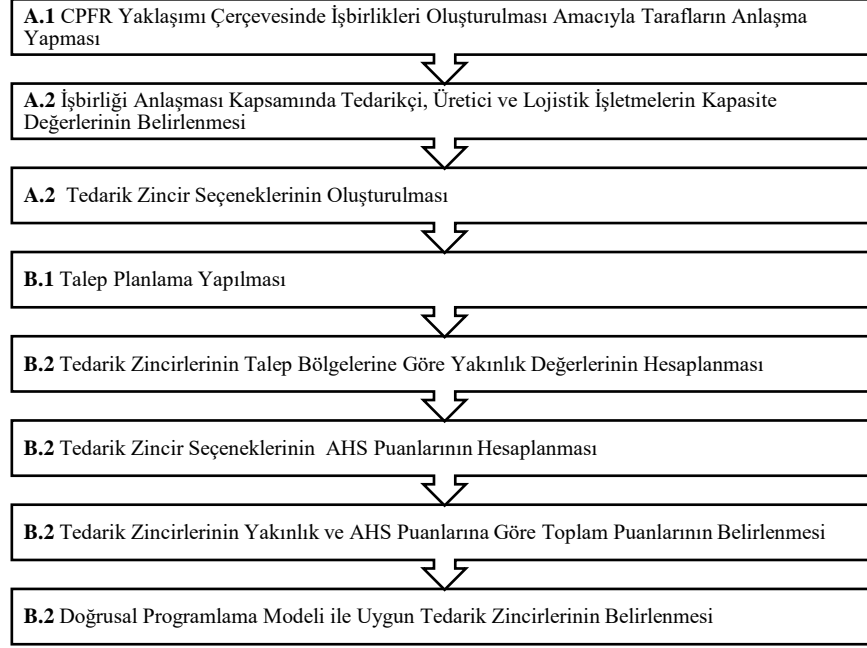 A.1 CPFR Yaklaşımı Çerçevesinde İşbirlikleri Oluşturulması Amacıyla Tarafların Anlaşma
Yapması
A.2 İşbirliği Anlaşması Kapsamında Tedarikçi, Üretici ve Lojistik İşletmelerin Kapasite
Değerlerinin Belirlenmesi
A.2 Tedarik Zincir Seçeneklerinin Oluşturulması
B.1 Talep Planlama Yapılması
B.2 Tedarik Zincirlerinin Talep Bölgelerine Göre Yakınlık Değerlerinin Hesaplanması
B.2 Tedarik Zincir Seçeneklerinin AHS Puanlarının Hesaplanması
B.2 Tedarik Zincirlerinin Yakınlık ve AHS Puanlarına Göre Toplam Puanlarının Belirlenmesi
B.2 Doğrusal Programlama Modeli ile Uygun Tedarik Zincirlerinin Belirlenmesi